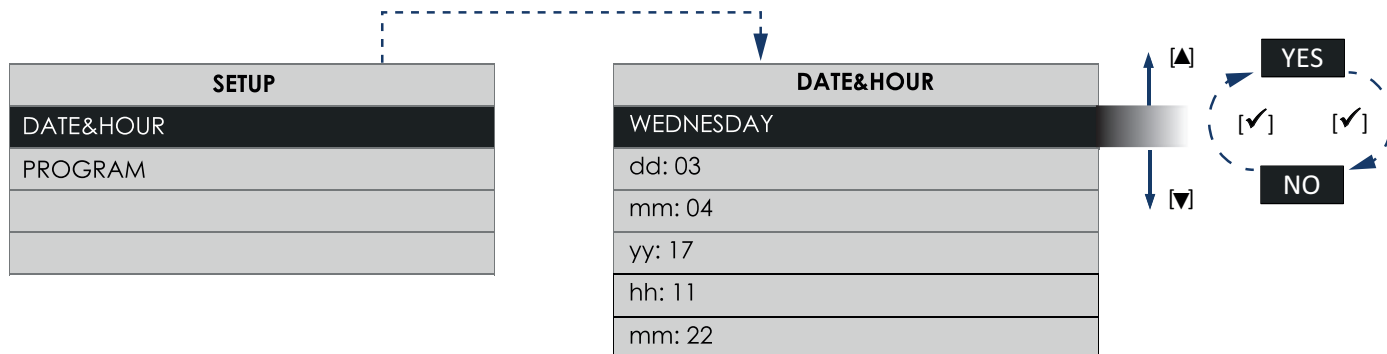 SETUP
DATE&HOUR
PROGRAM
DATE&HOUR
WEDNESDAY
dd: 03
mm: 04
yy: 17
hh: 11
mm: 22
[▲]
[▼]
YES
[✓] [✓]
NO